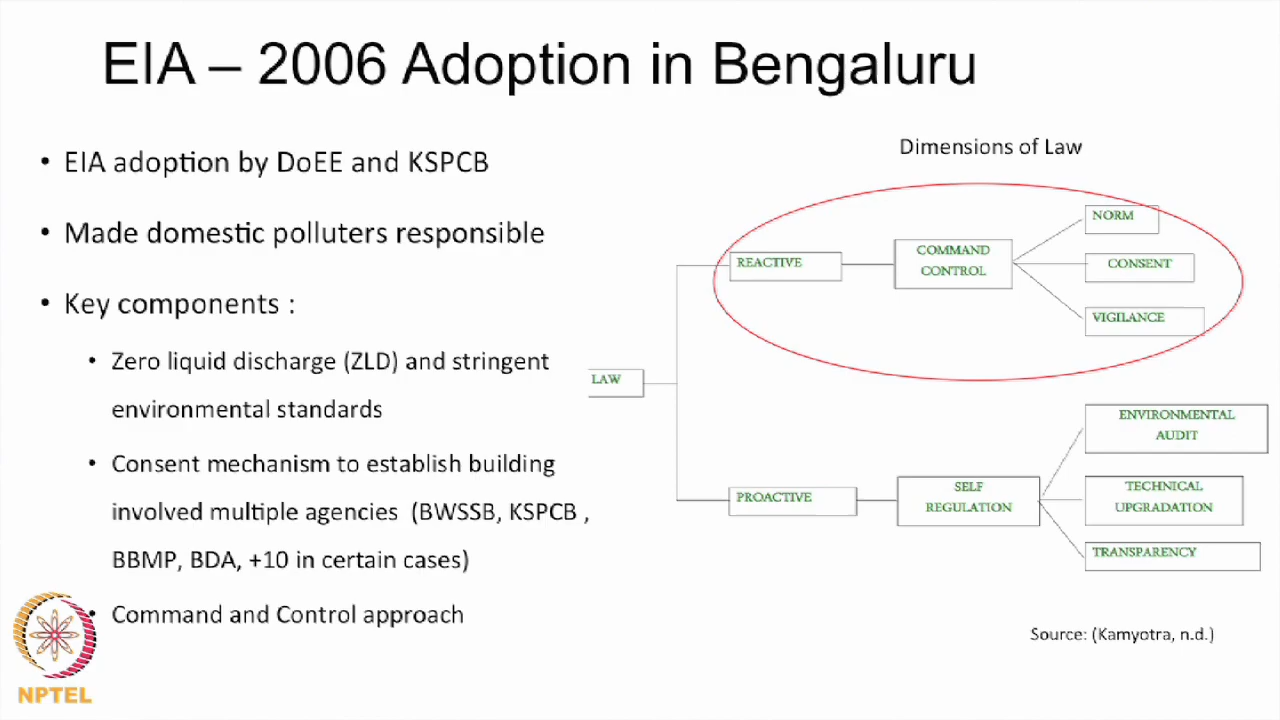 EIA – 2006 Adoption in Bengaluru
• EIA adoption by DoEE and KSPCB
• Made domestic polluters responsible
• Key components :
• Zero liquid discharge (ZLD) and stringent
environmental standards
• Consent mechanism to establish building
involved multiple agencies (BWSSB, KSPCB ,
BBMP, BDA, +10 in certain cases)
• Command and Control approach
Dimensions of Law
LAW
REACTIVE
COMMAND
CONTROL
NORM
CONSENT
VIGILANCE
PROACTIVE
SELF
REGULATION
ENVIRONMENTAL
AUDIT
TECHNICAL
UPGRADATION
TRANSPARENCY
Source: (Kamyotra, n.d.)
NPTEL